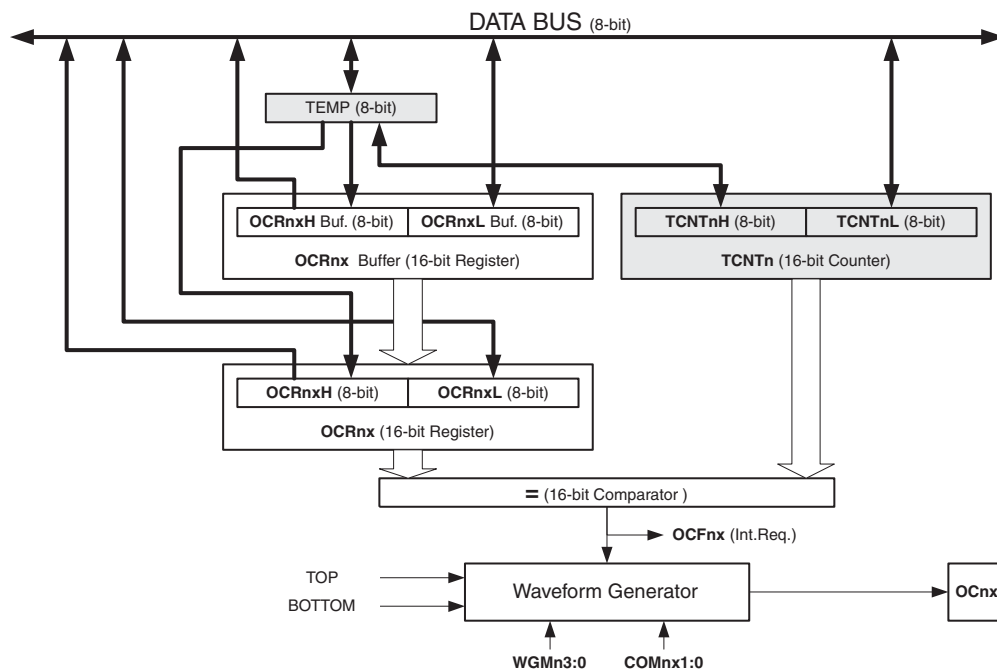 DATA BUS (8-bit)
TEMP (8-bit)
OCRnxH Buf. (8-bit) OCRnxL Buf. (8-bit) TCNTnH (8-bit) TCNTnL (8-bit)
OCRnx Buffer (16-bit Register) TCNTn (16-bit Counter)
OCRnxH (8-bit) OCRnxL (8-bit)
OCRnx (16-bit Register)
= (16-bit Comparator )
OCFnx (Int.Req.)
TOP
Waveform Generator OCnx
BOTTOM
WGMn3:0 COMnx1:0